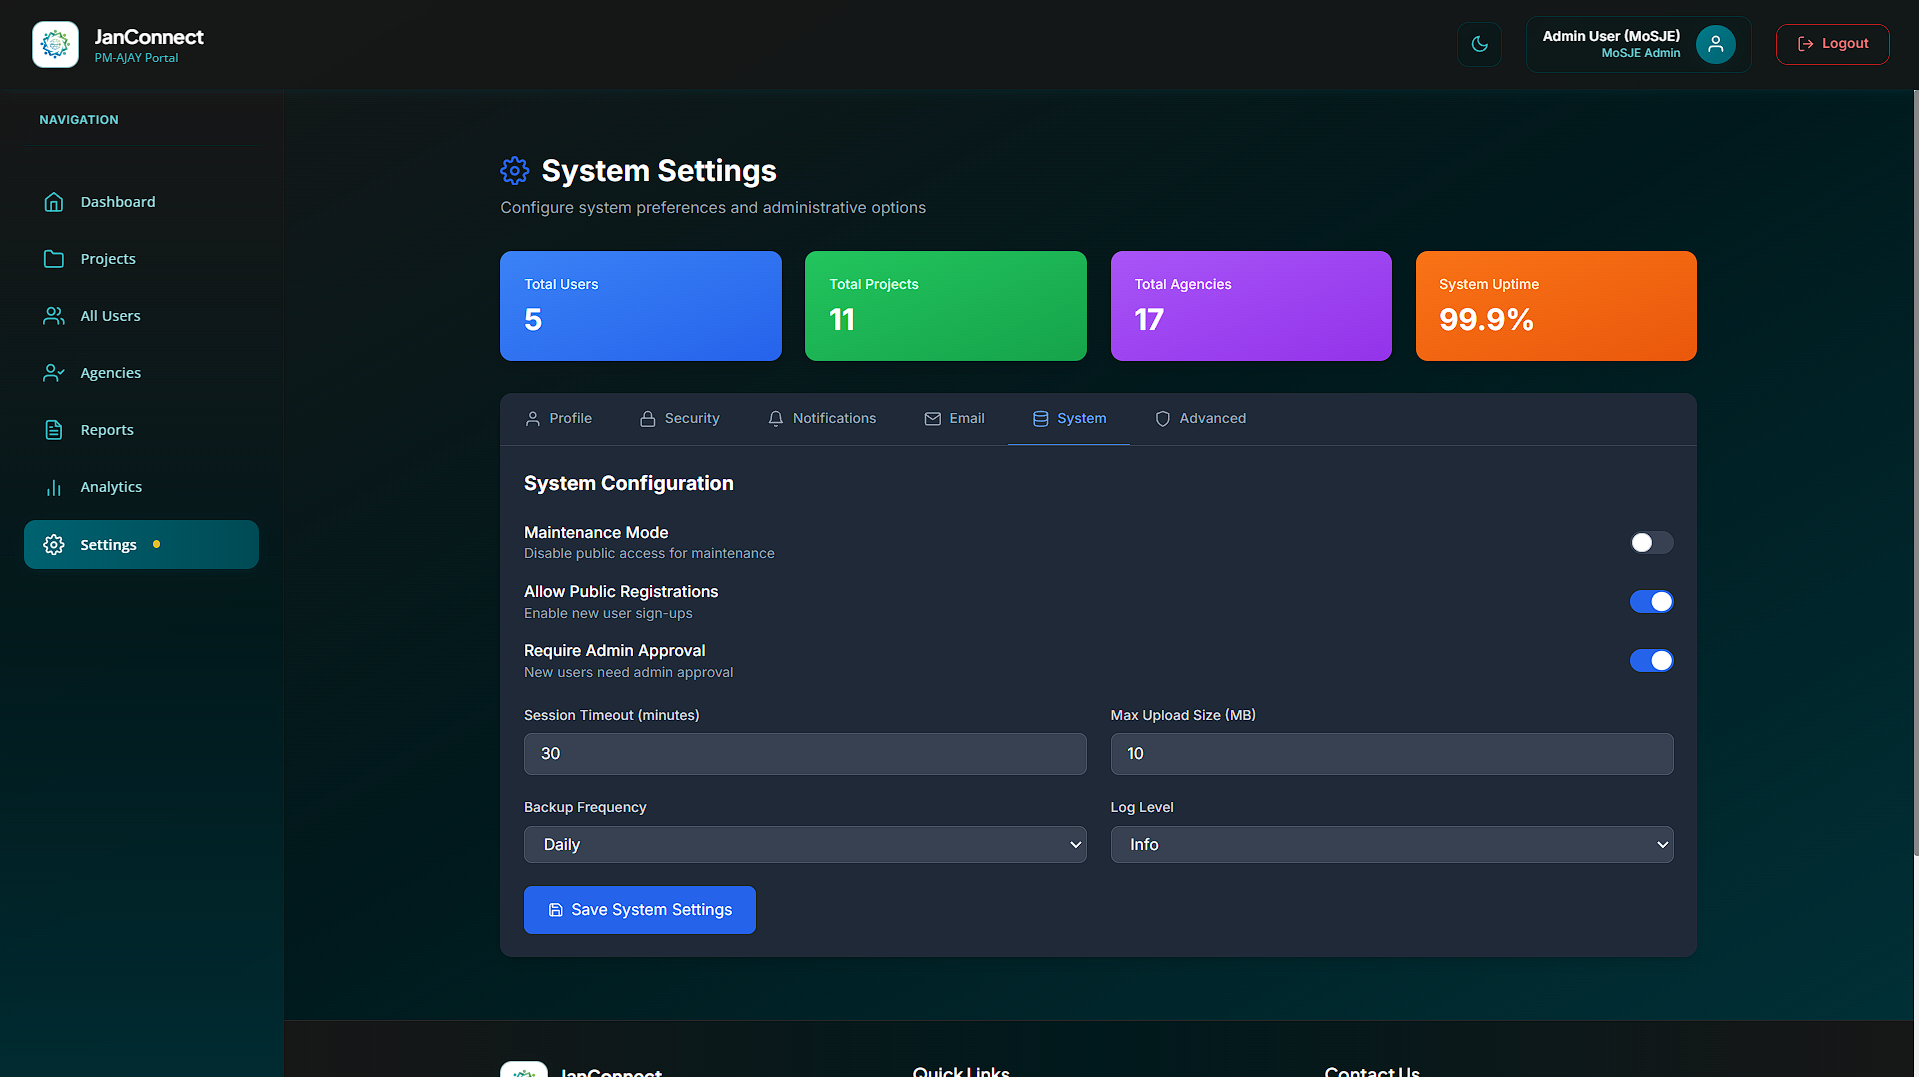 JanConnect
PM-AJAY Portal
Admin User (MoSJE)
MoSJE Admin
Logout
NAVIGATION
Dashboard
Projects
All Users
Agencies
Reports
Analytics
Settings
System Settings
Configure system preferences and administrative options
Total Users
5
Total Projects
11
Total Agencies
17
System Uptime
99.9%
Profile
Security
Notifications
Email
System
Advanced
System Configuration
Maintenance Mode
Disable public access for maintenance
Allow Public Registrations
Enable new user sign-ups
Require Admin Approval
New users need admin approval
Session Timeout (minutes)
30
Max Upload Size (MB)
10
Backup Frequency
Daily
Log Level
Info
Save System Settings
JanConnect
Quick Links
Contact Us